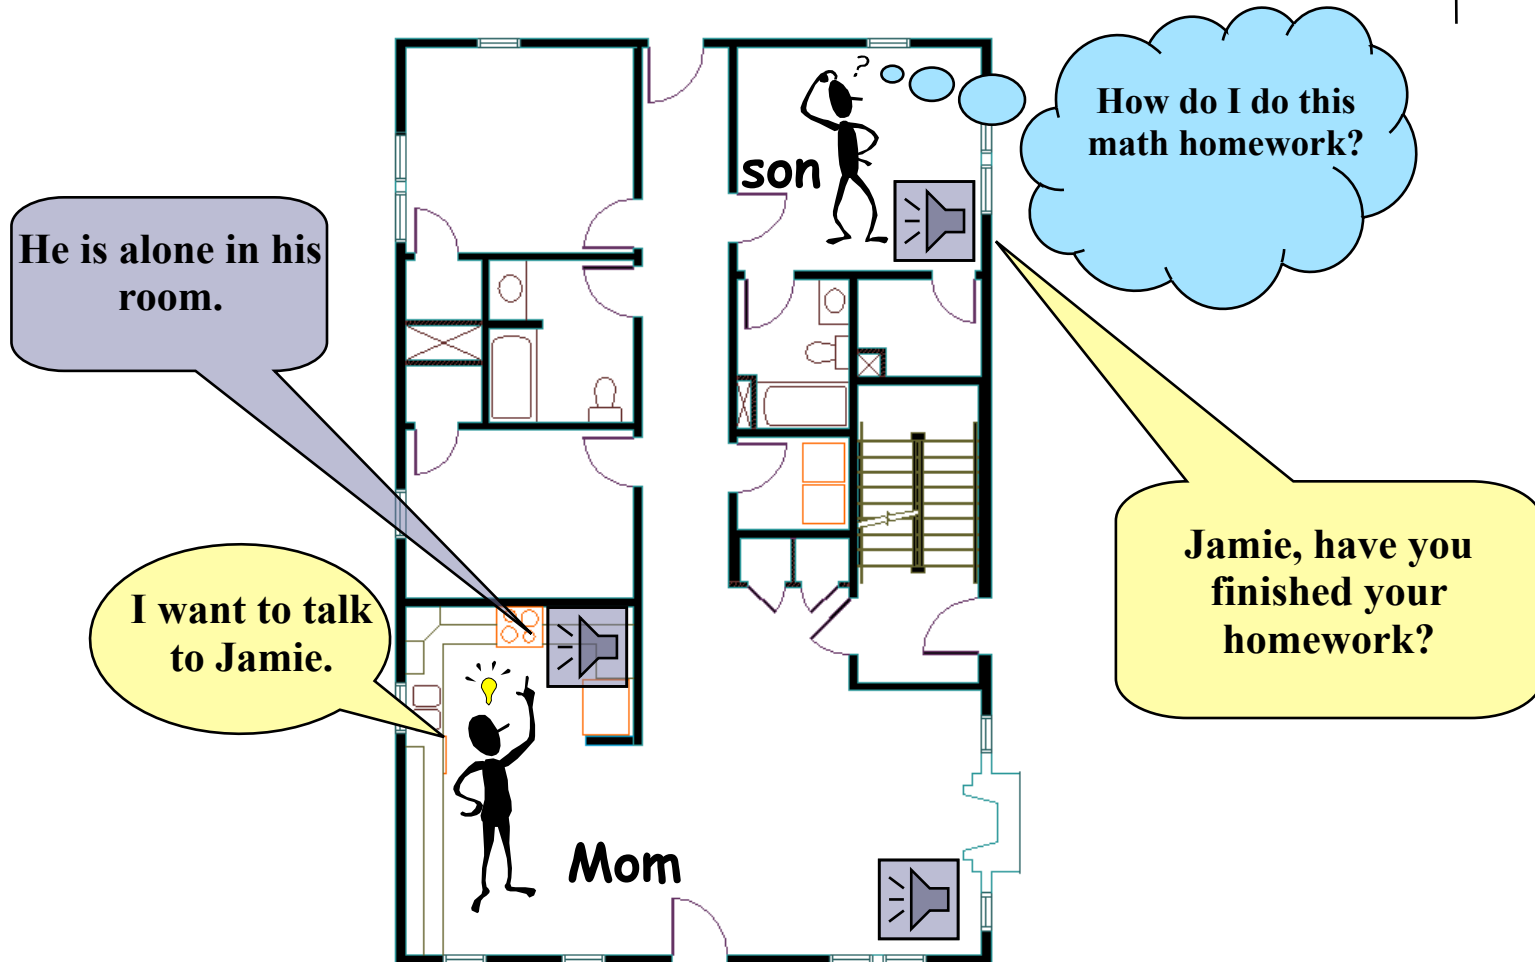 How do I do this
math homework?
?
son
He is alone in his
room.
I want to talk
to Jamie.
Jamie, have you
finished your
homework?
Mom